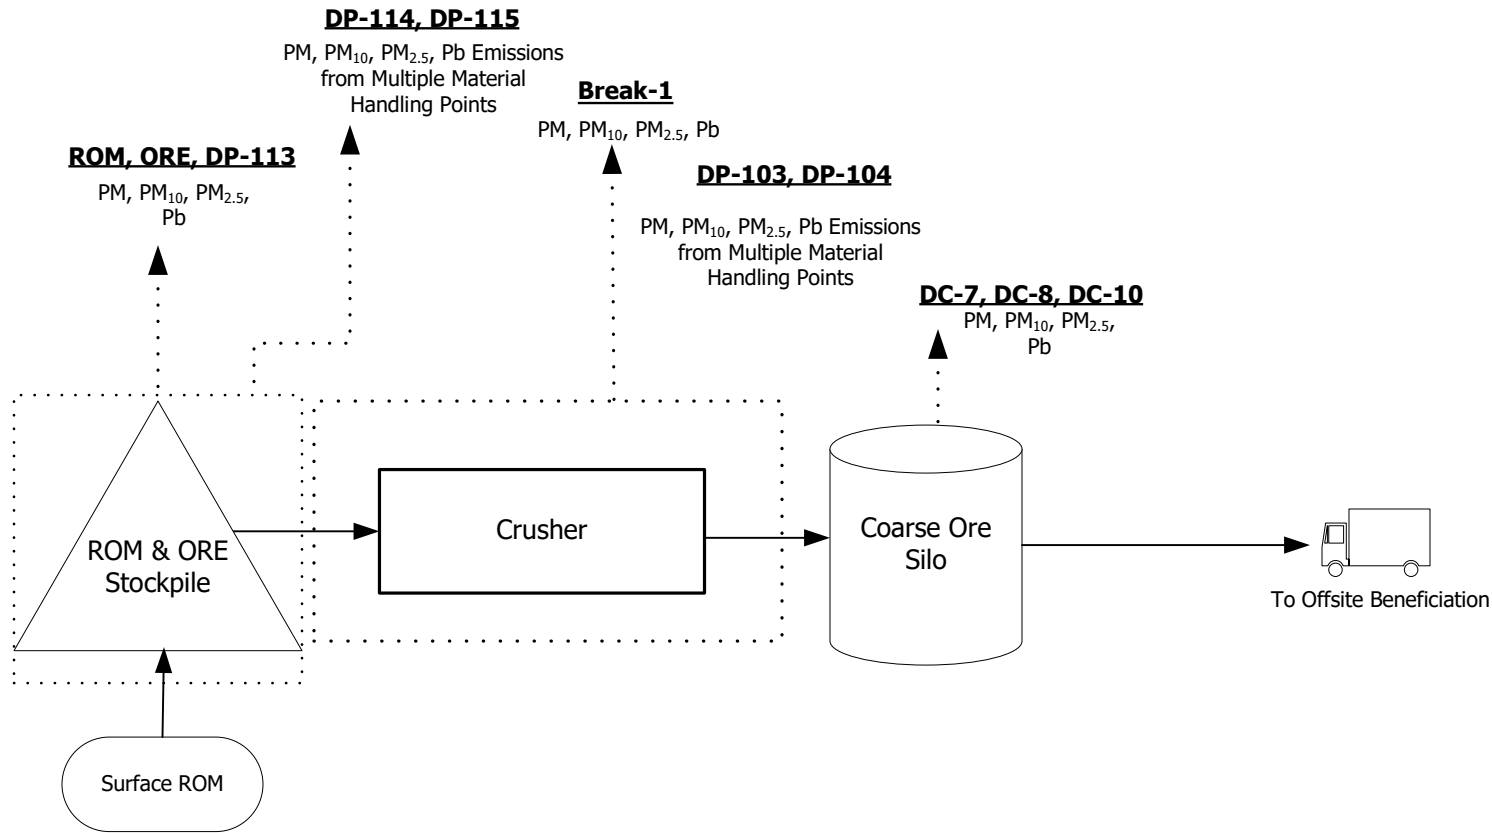 DP-114, DP-115
PM, PM₁₀, PM₂.₅, Pb Emissions
from Multiple Material
Handling Points
Break-1
PM, PM₁₀, PM₂.₅, Pb
ROM, ORE, DP-113
PM, PM₁₀, PM₂.₅,
Pb
DP-103, DP-104
PM, PM₁₀, PM₂.₅, Pb Emissions
from Multiple Material
Handling Points
DC-7, DC-8, DC-10
PM, PM₁₀, PM₂.₅,
Pb
ROM & ORE
Stockpile
Crusher
Coarse Ore
Silo
To Offsite Beneficiation
Surface ROM